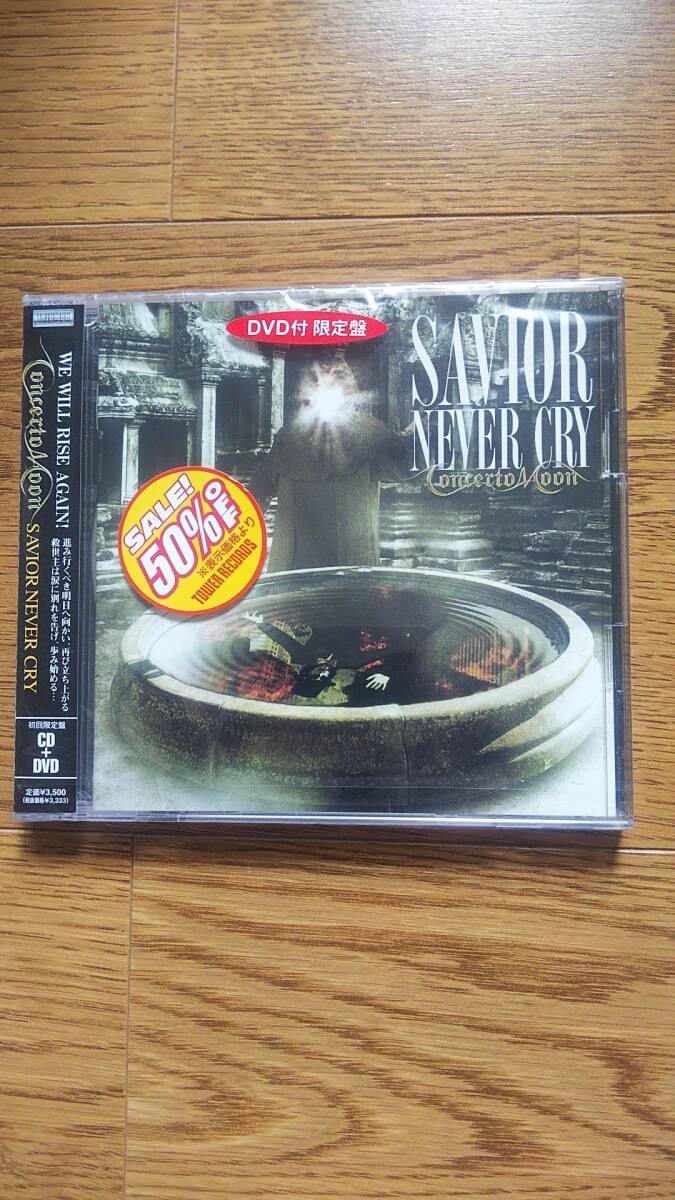 WE WILL RISE AGAIN!
進み行くべき明日へ向かい、再び立ち上がる
救世主は涙に別れを告げ、歩み始める…
Concerto Moon SAVIOR NEVER CRY
初回限定盤
CD
+
DVD
定価¥3,500
(税抜価格¥3,333)
DVD付 限定盤
SAVIOR
NEVER CRY
Concerto Moon
SALE!
50%OFF
※表示価格より
TOWER RECORDS